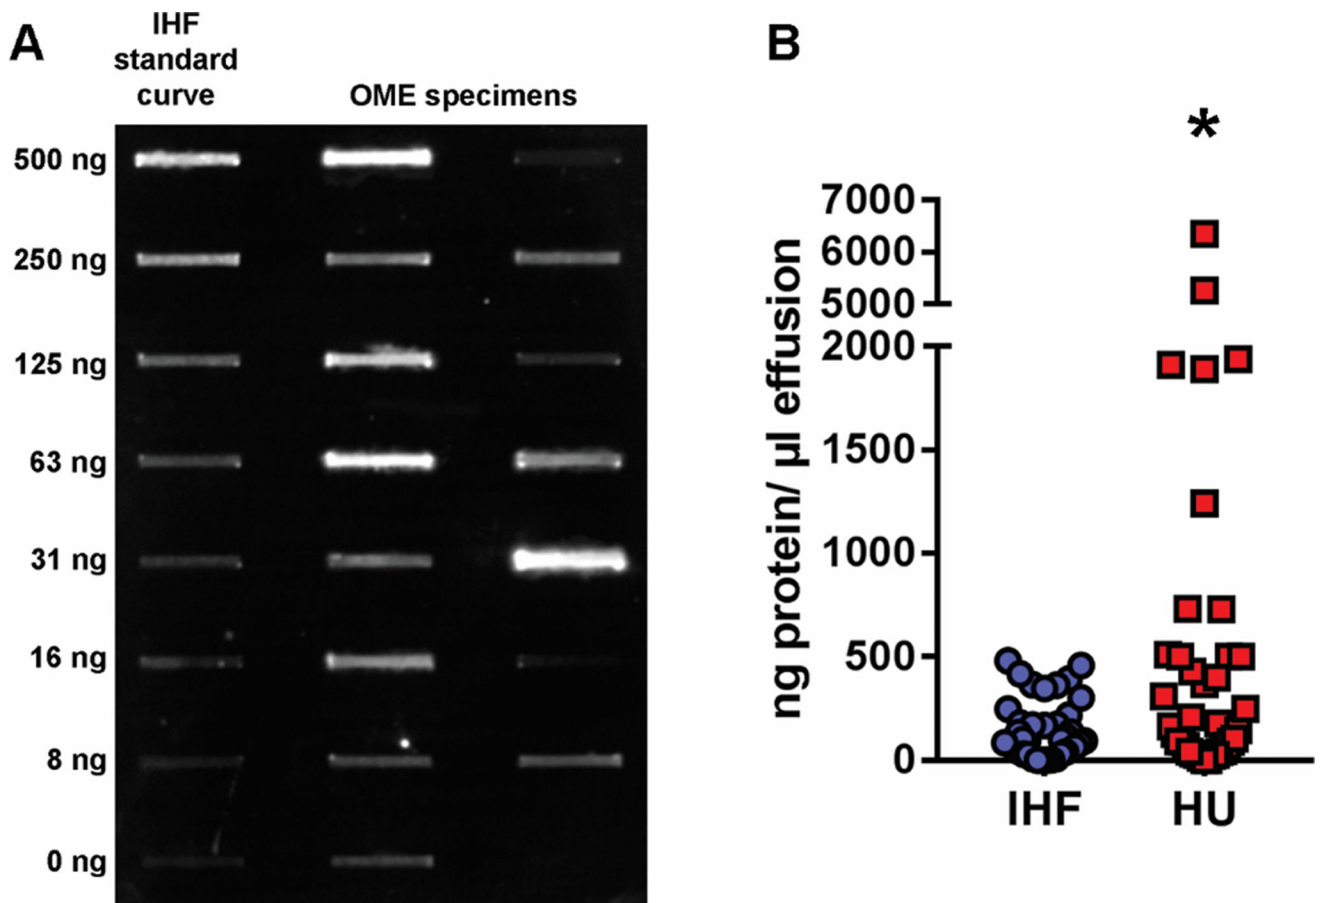 A
IHF
standard
curve
OME specimens
500 ng
250 ng
125 ng
63 ng
31 ng
16 ng
8 ng
0 ng
B
*
ng protein/ µl effusion
7000
6000
5000
2000
1500
1000
500
0
IHF
HU